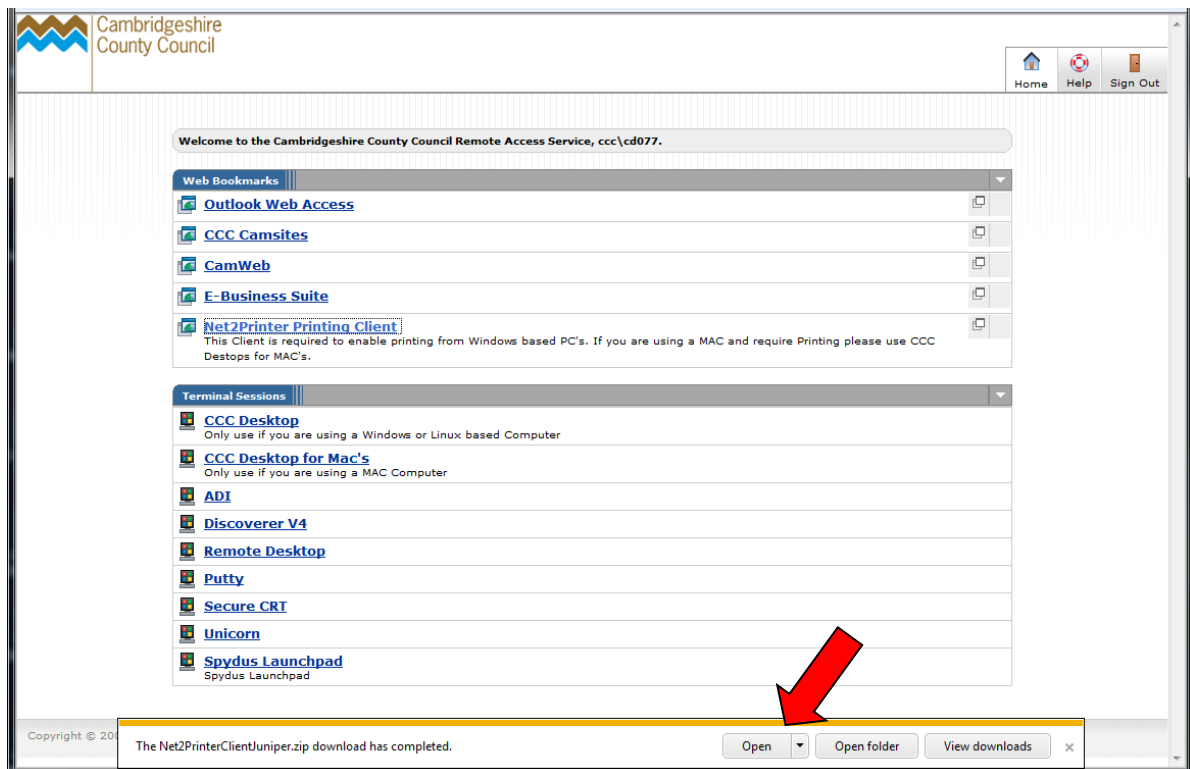 Cambridgeshire
County Council
Home Help Sign Out
Welcome to the Cambridgeshire County Council Remote Access Service, ccc\cd077.
Web Bookmarks
Outlook Web Access
CCC Camsites
CamWeb
E-Business Suite
Net2Printer Printing Client
This Client is required to enable printing from Windows based PC's. If you are using a MAC and require Printing please use CCC
Destops for MAC's.
Terminal Sessions
CCC Desktop
Only use if you are using a Windows or Linux based Computer
CCC Desktop for Mac's
Only use if you are using a MAC Computer
ADI
Discoverer V4
Remote Desktop
Putty
Secure CRT
Unicorn
Spydus Launchpad
Spydus Launchpad
Copyright ©
The Net2PrinterClientJuniper.zip download has completed. Open Open folder View downloads